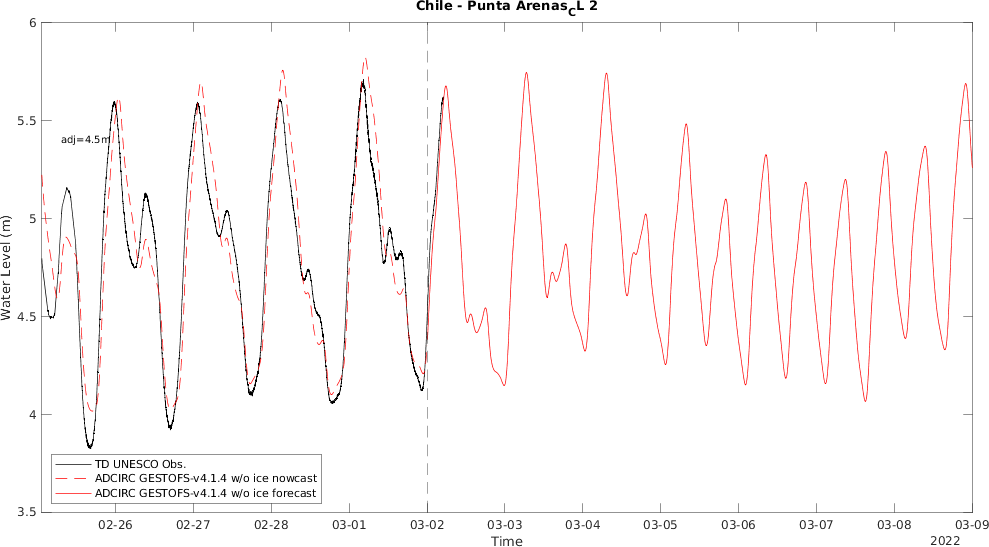 Chile - Punta Arenas_CL 2
6
5.5
adj=4.5m
5
Water Level (m)
4.5
4
3.5
TD UNESCO Obs.
ADCIRC GESTOFS-v4.1.4 w/o ice nowcast
ADCIRC GESTOFS-v4.1.4 w/o ice forecast
02-26 02-27 02-28 03-01 03-02 03-03 03-04 03-05 03-06 03-07 03-08 03-09
Time
2022